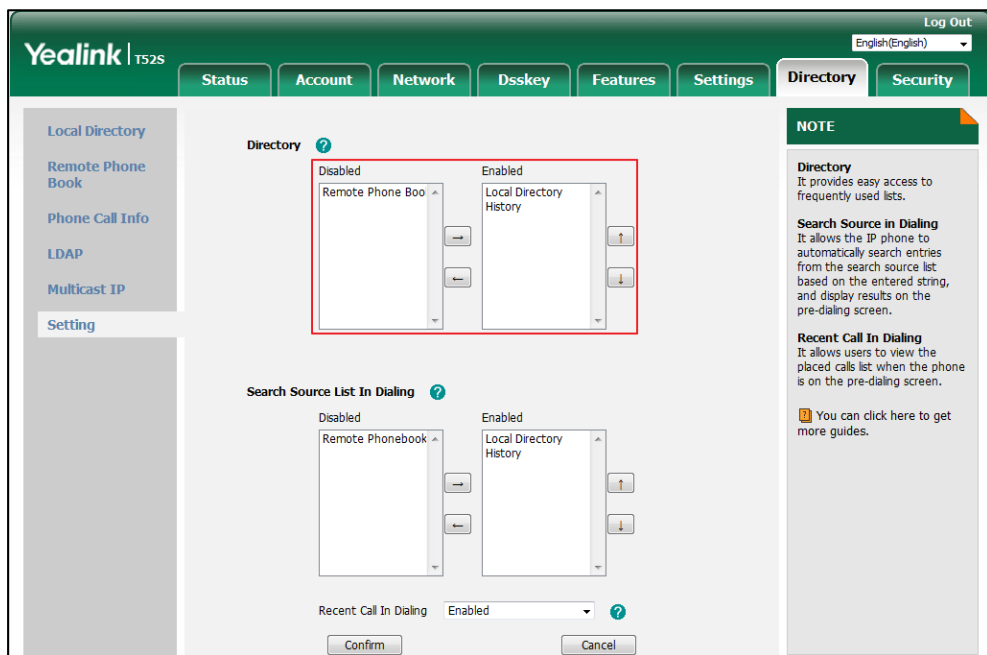 Log Out
English(English)
Yealink | T52S
Status Account Network Dsskey Features Settings Directory Security
Local Directory
Remote Phone
Book
Phone Call Info
LDAP
Multicast IP
Setting
Directory ?
Disabled Enabled
Remote Phone Boo
Local Directory
History
→ ↑
← ↓
Search Source List In Dialing ?
Disabled Enabled
Remote Phonebook
Local Directory
History
→ ↑
← ↓
Recent Call In Dialing Enabled ?
Confirm Cancel
NOTE
Directory
It provides easy access to
frequently used lists.
Search Source in Dialing
It allows the IP phone to
automatically search entries
from the search source list
based on the entered string,
and display results on the
pre-dialing screen.
Recent Call In Dialing
It allows users to view the
placed calls list when the phone
is on the pre-dialing screen.
? You can click here to get
more guides.